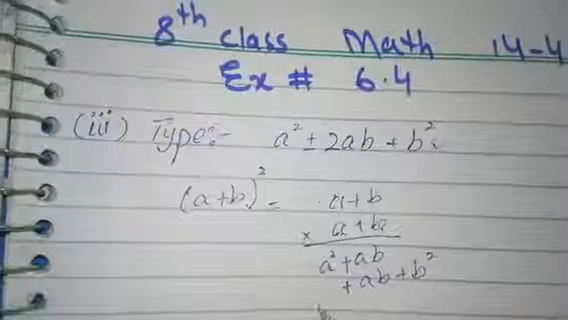 8th class Math 14-4
Ex # 6.4
(iii) Type:- a² ± 2ab + b²:
(a+b)² = a+b
× a+b
a² + ab
+ ab + b²